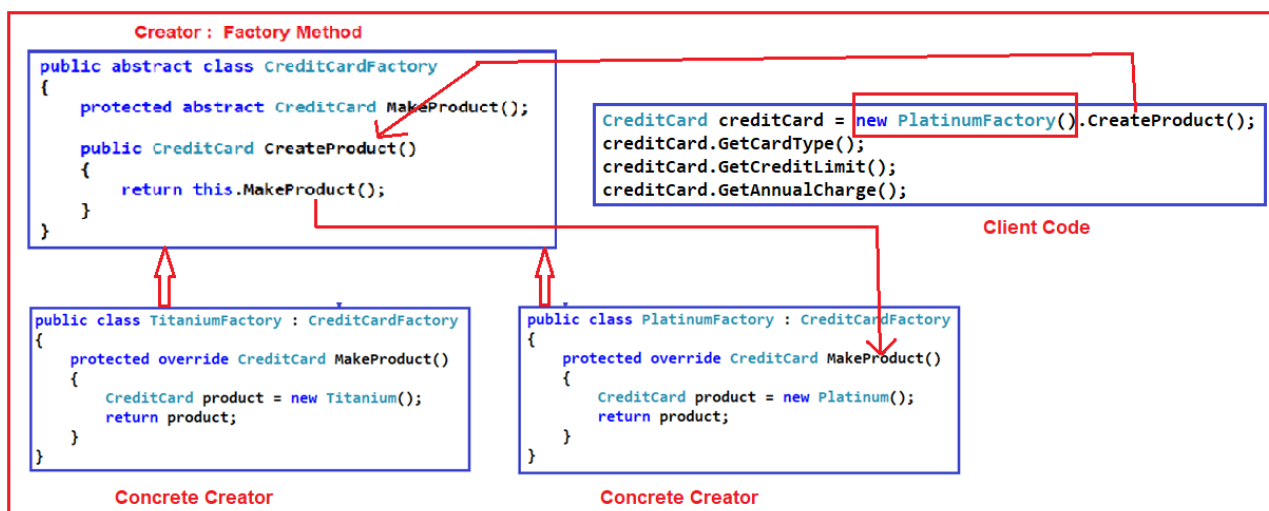 Creator : Factory Method
public abstract class CreditCardFactory
{
protected abstract CreditCard MakeProduct();
public CreditCard CreateProduct()
{
return this.MakeProduct();
}
}
CreditCard creditCard = new PlatinumFactory().CreateProduct();
creditCard.GetCardType();
creditCard.GetCreditLimit();
creditCard.GetAnnualCharge();
Client Code
public class TitaniumFactory : CreditCardFactory
{
protected override CreditCard MakeProduct()
{
CreditCard product = new Titanium();
return product;
}
}
Concrete Creator
public class PlatinumFactory : CreditCardFactory
{
protected override CreditCard MakeProduct()
{
CreditCard product = new Platinum();
return product;
}
}
Concrete Creator